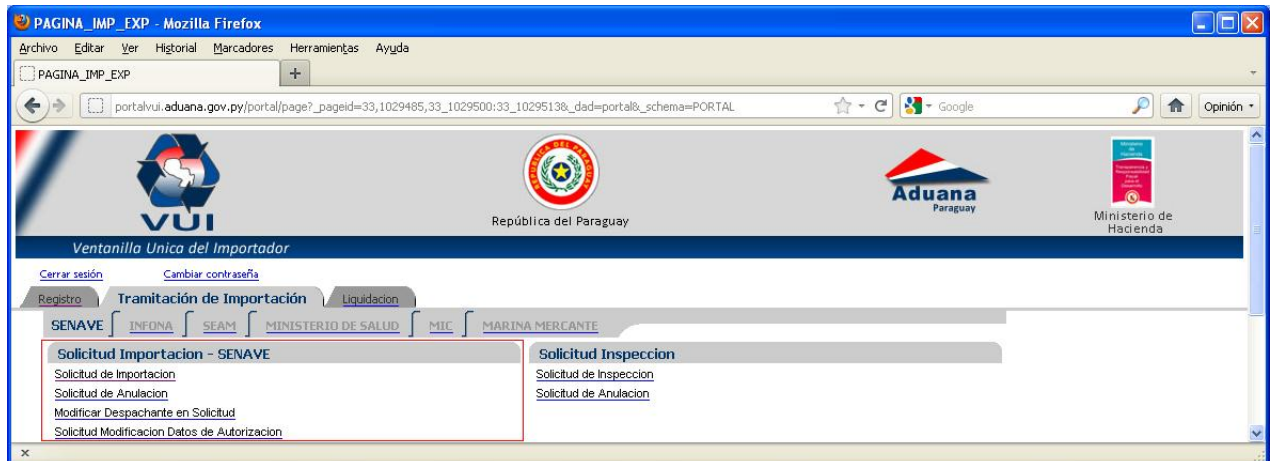 PAGINA_IMP_EXP - Mozilla Firefox
Archivo Editar Ver Historial Marcadores Herramientas Ayuda
PAGINA_IMP_EXP +
portalvui.aduana.gov.py/portal/page?_pageid=33,1029485,33_1029500:33_1029513&_dad=portal&_schema=PORTAL Google Opinión
VUI
República del Paraguay
Aduana
Paraguay
Ministerio de
Hacienda
Ventanilla Unica del Importador
Cerrar sesión Cambiar contraseña
Registro Tramitación de Importación Liquidacion
SENAVE INFONA SEAM MINISTERIO DE SALUD MIC MARINA MERCANTE
Solicitud Importacion - SENAVE Solicitud Inspeccion
Solicitud de Importacion Solicitud de Inspeccion
Solicitud de Anulacion Solicitud de Anulacion
Modificar Despachante en Solicitud
Solicitud Modificacion Datos de Autorizacion
x